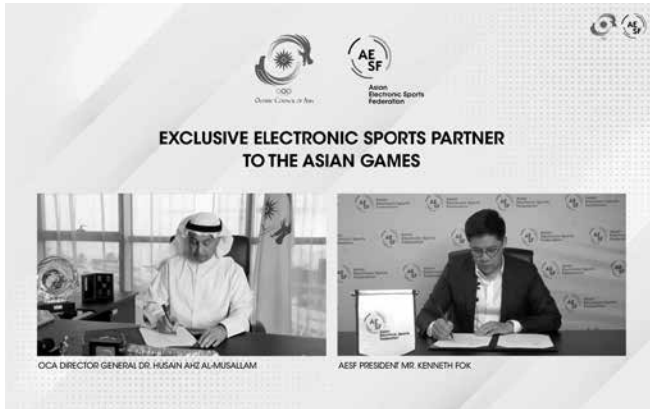 OLYMPIC COUNCIL OF ASIA
AE
SF
Asian
Electronic Sports
Federation
EXCLUSIVE ELECTRONIC SPORTS PARTNER
TO THE ASIAN GAMES
OCA DIRECTOR GENERAL DR. HUSAIN AHZ AL-MUSALLAM
AESF PRESIDENT MR. KENNETH FOK